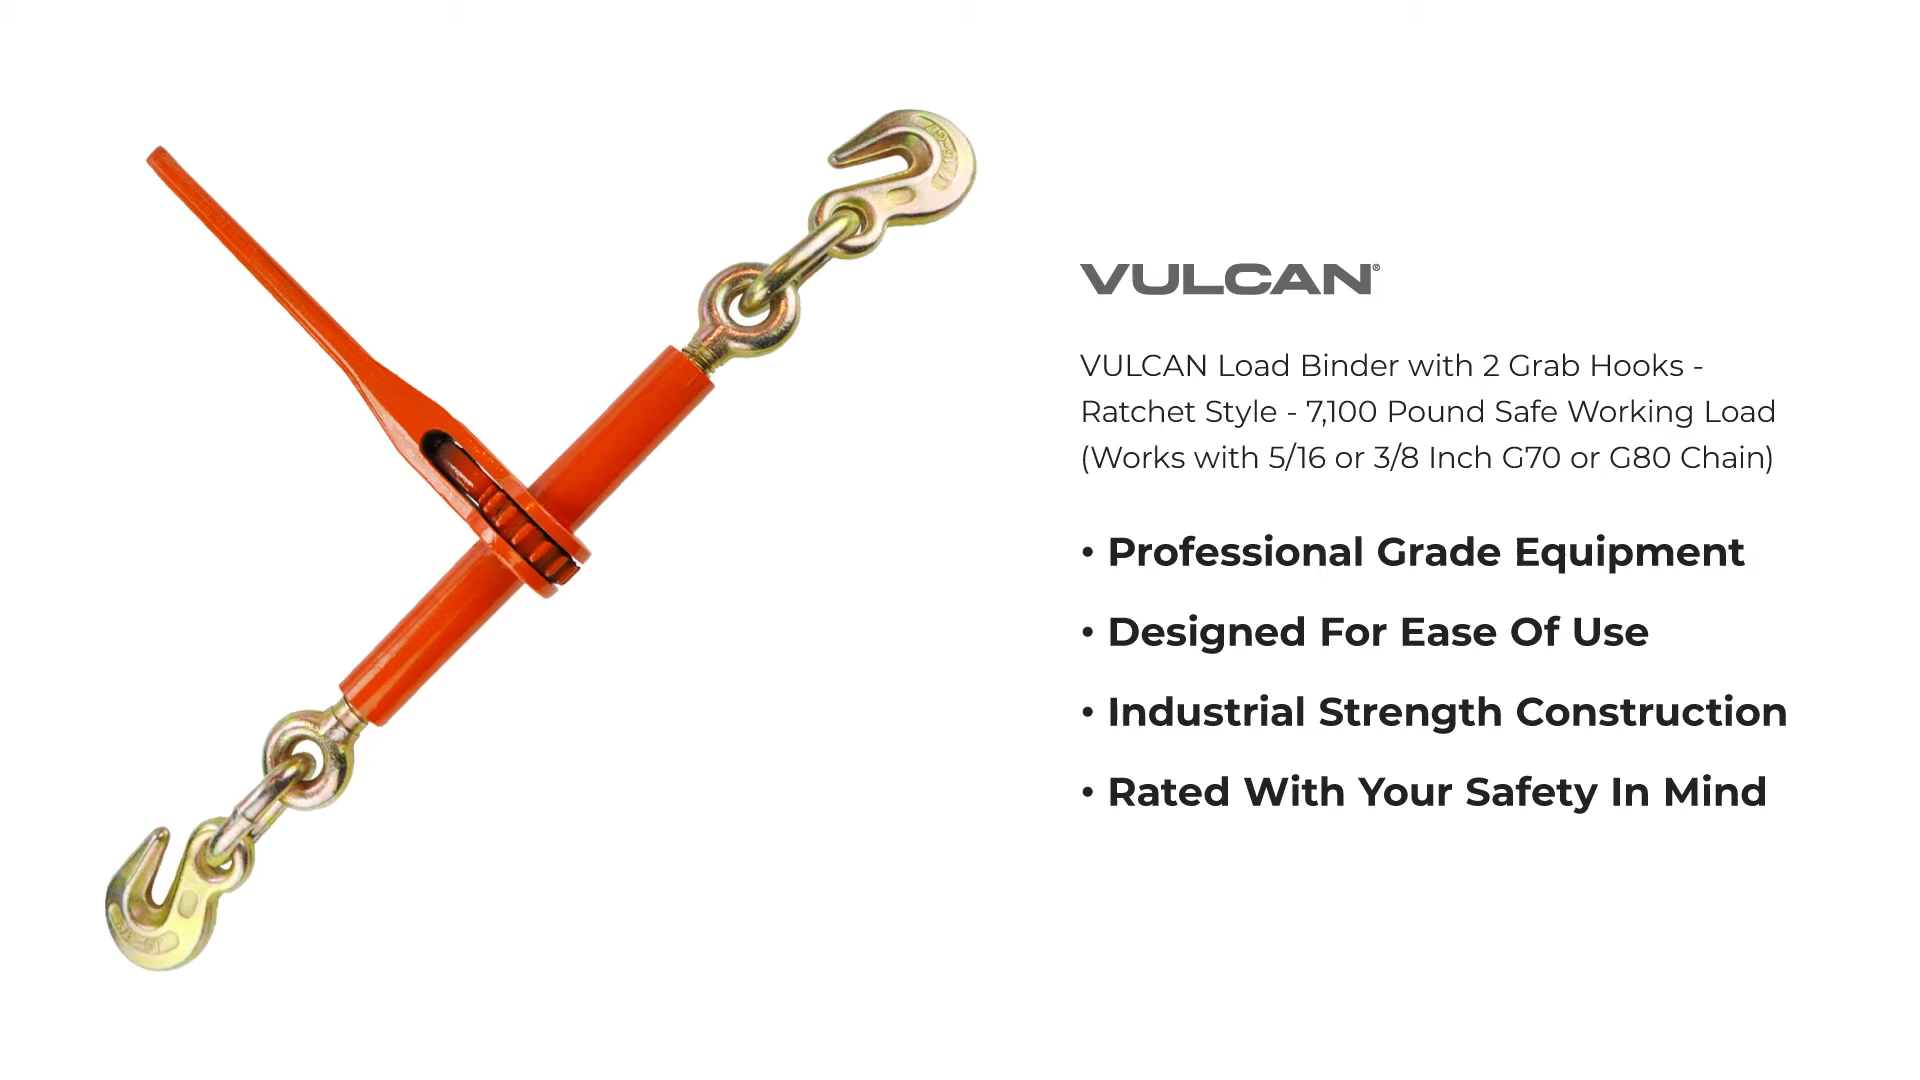 VULCAN®
VULCAN Load Binder with 2 Grab Hooks -
Ratchet Style - 7,100 Pound Safe Working Load
(Works with 5/16 or 3/8 Inch G70 or G80 Chain)
• Professional Grade Equipment
• Designed For Ease Of Use
• Industrial Strength Construction
• Rated With Your Safety In Mind